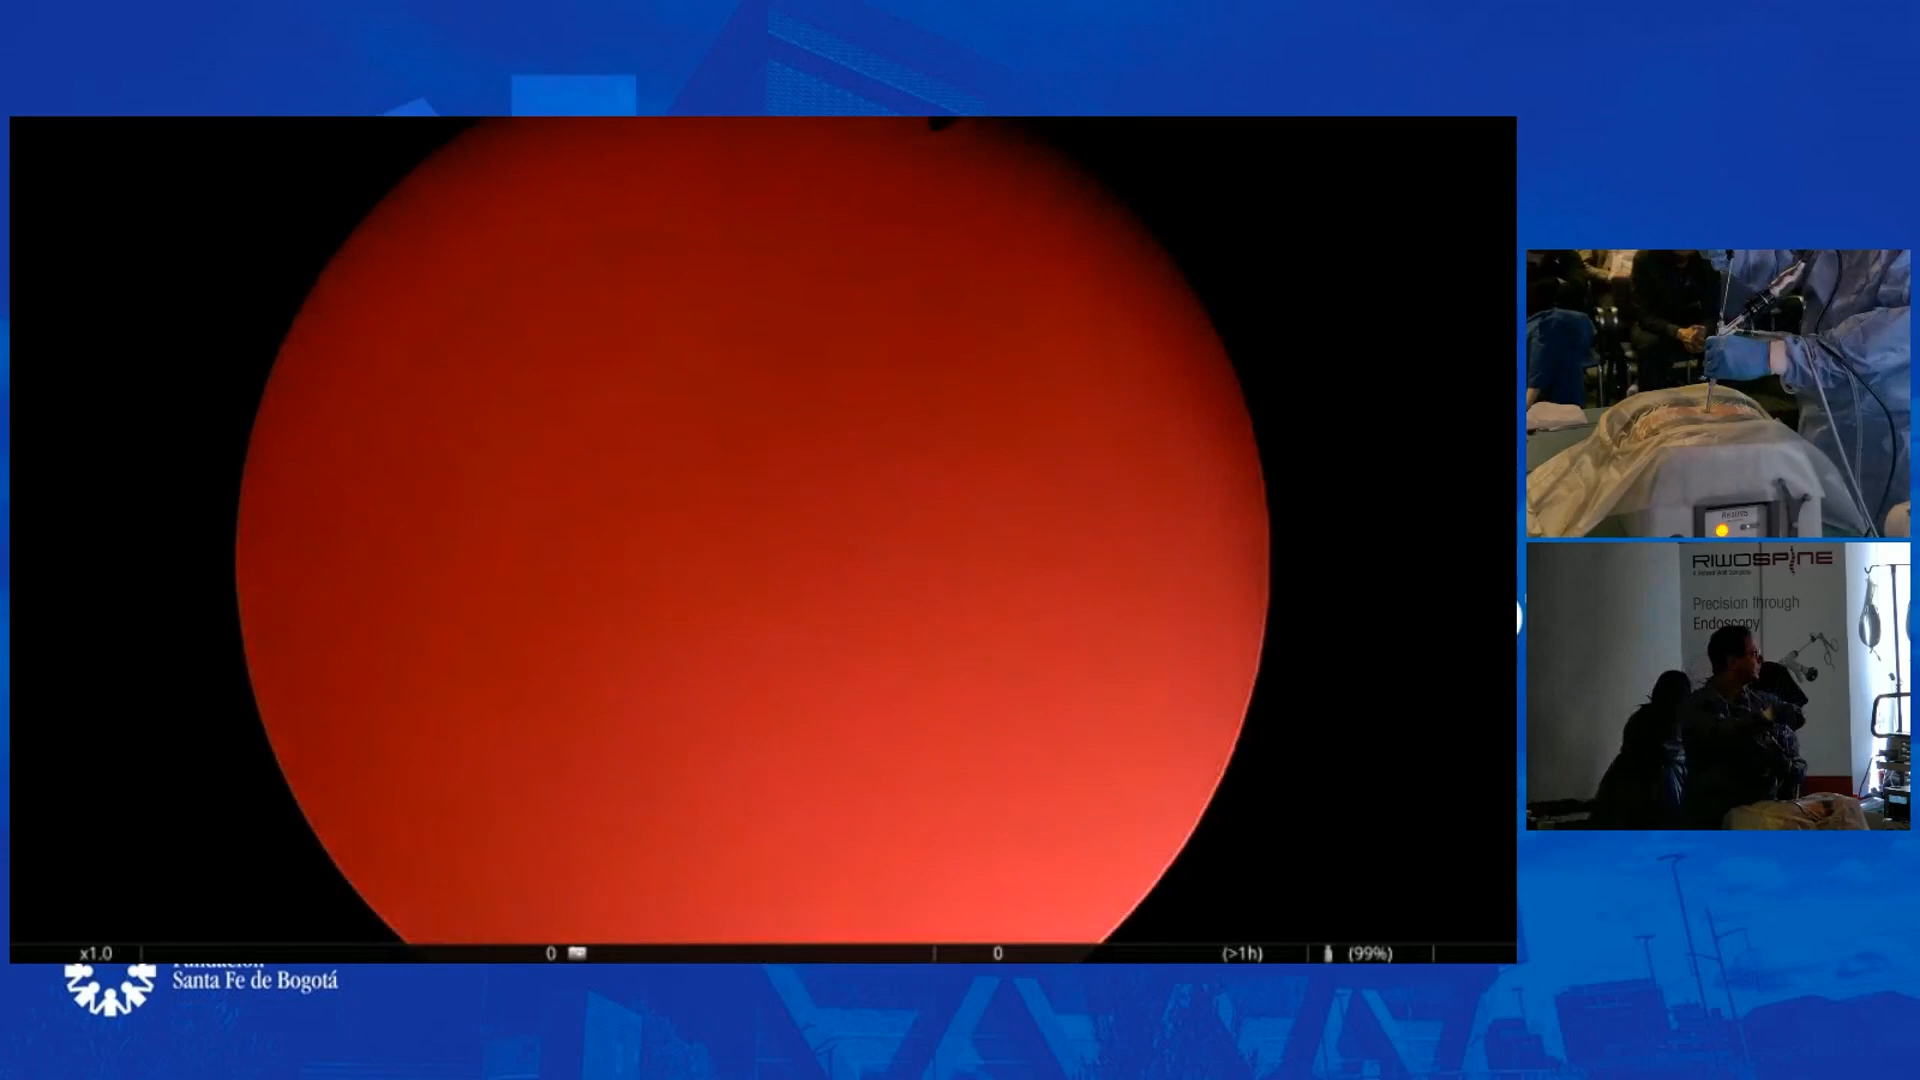 x1.0
0
0
(>1h)
(99%)
Santa Fe de Bogotá
RIWOSPINE
Precision through
Endoscopy